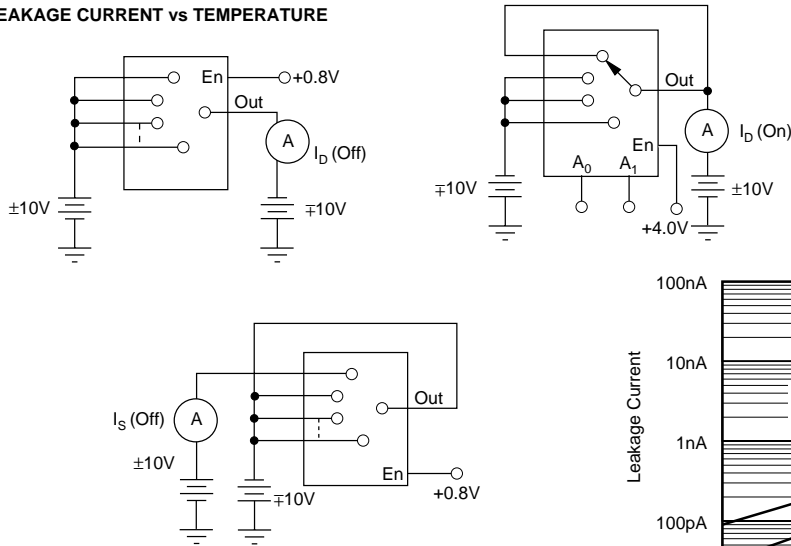 LEAKAGE CURRENT vs TEMPERATURE
En
+0.8V
Out
A
I_D (Off)
±10V
∓10V
Out
A
I_D (On)
En
A_0
A_1
∓10V
±10V
+4.0V
I_S (Off)
A
Out
±10V
∓10V
En
+0.8V
100nA
10nA
1nA
100pA
Leakage Current